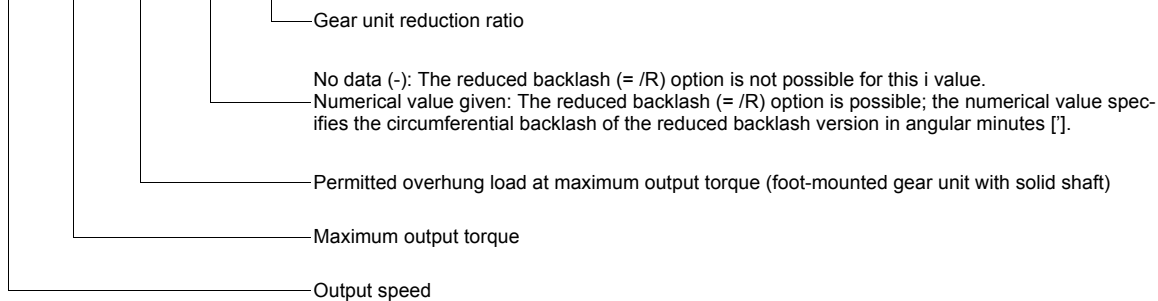 Gear unit reduction ratio
No data (-): The reduced backlash (= /R) option is not possible for this i value.
Numerical value given: The reduced backlash (= /R) option is possible; the numerical value spec-
ifies the circumferential backlash of the reduced backlash version in angular minutes ['].
Permitted overhung load at maximum output torque (foot-mounted gear unit with solid shaft)
Maximum output torque
Output speed